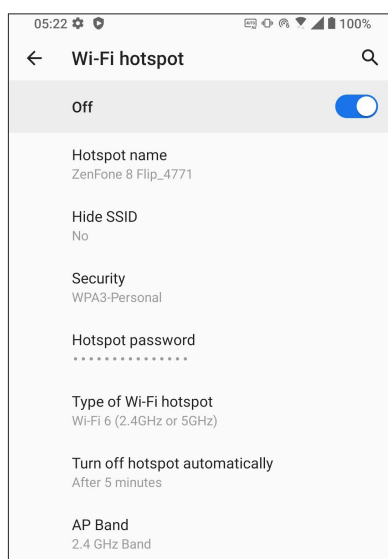 05:22 100%
Wi-Fi hotspot
Off
Hotspot name
ZenFone 8 Flip_4771
Hide SSID
No
Security
WPA3-Personal
Hotspot password
•••••••••••••••
Type of Wi-Fi hotspot
Wi-Fi 6 (2.4GHz or 5GHz)
Turn off hotspot automatically
After 5 minutes
AP Band
2.4 GHz Band